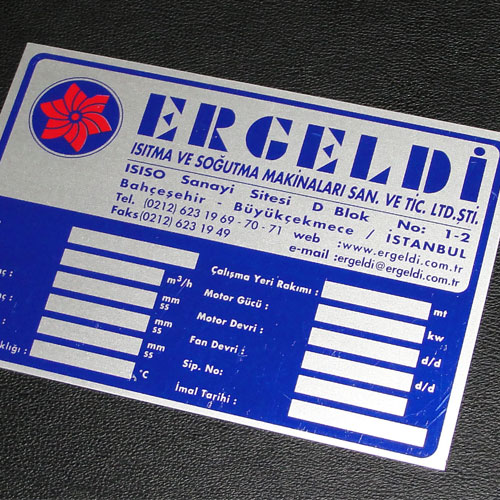 ERGELDİ
ISITMA VE SOĞUTMA MAKİNALARI SAN. VE TİC. LTD.ŞTİ.
ISISO Sanayi Sitesi D Blok No: 1-2
Bahçeşehir - Büyükçekmece / İSTANBUL
Tel. (0212) 623 19 69 - 70 - 71 web :www.ergeldi.com.tr
Faks(0212) 623 19 49 e-mail :ergeldi@ergeldi.com.tr
:
ç : m³/h
ç : mm ss
: mm ss
: mm ss
klığı : °C
Çalışma Yeri Rakımı : mt
Motor Gücü : kw
Motor Devri : d/d
Fan Devri : d/d
Sip. No:
İmal Tarihi :